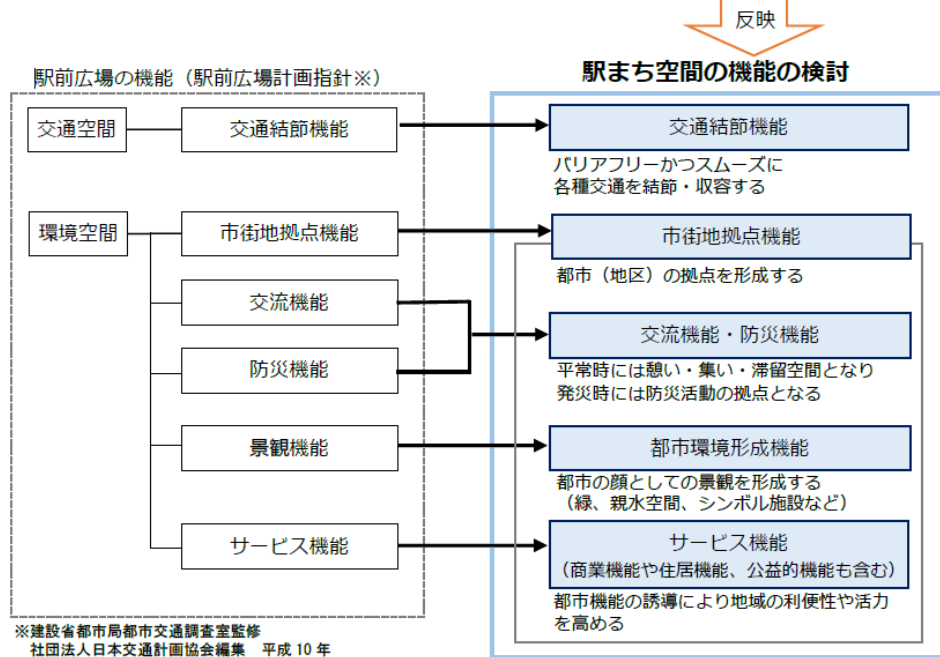 反映
駅前広場の機能（駅前広場計画指針※）
駅まち空間の機能の検討
交通空間
交通結節機能
交通結節機能
バリアフリーかつスムーズに
各種交通を結節・収容する
環境空間
市街地拠点機能
市街地拠点機能
都市（地区）の拠点を形成する
交流機能
防災機能
交流機能・防災機能
平常時には憩い・集い・滞留空間となり
発災時には防災活動の拠点となる
景観機能
都市環境形成機能
都市の顔としての景観を形成する
（緑、親水空間、シンボル施設など）
サービス機能
サービス機能
（商業機能や住居機能、公益的機能も含む）
都市機能の誘導により地域の利便性や活力
を高める
※建設省都市局都市交通調査室監修
社団法人日本交通計画協会編集　平成 10 年